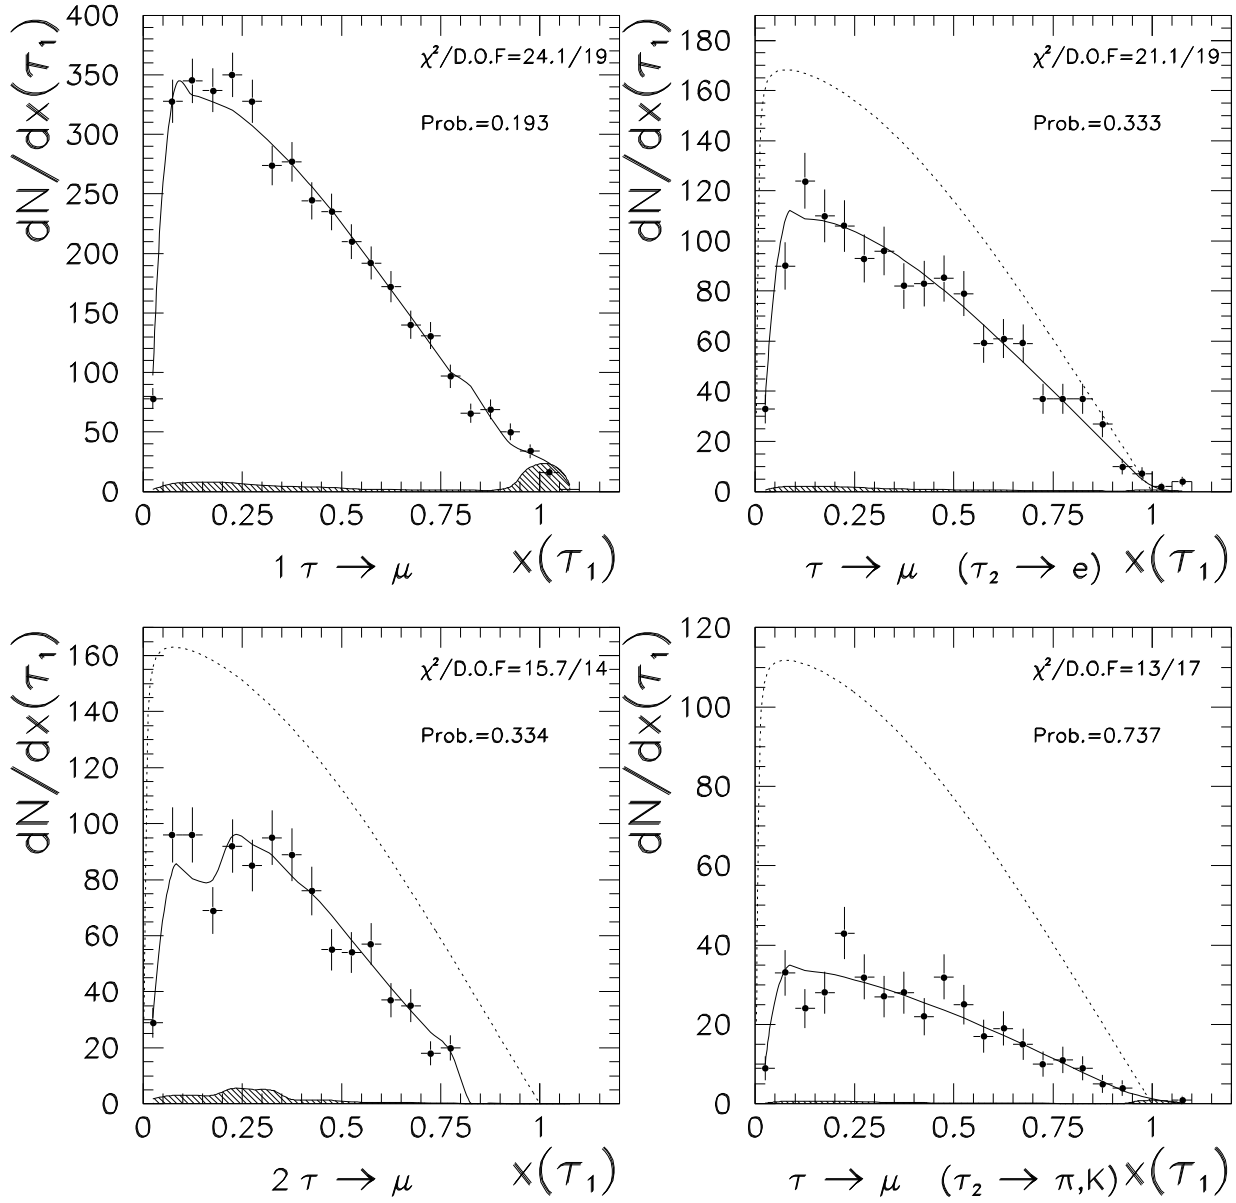 dN/dx(τ₁)
400
350
300
250
200
150
100
50
0
χ²/D.O.F=24.1/19
Prob.=0.193
0 0.25 0.5 0.75 1
1 τ → μ x(τ₁)
dN/dx(τ₁)
180
160
140
120
100
80
60
40
20
0
χ²/D.O.F=21.1/19
Prob.=0.333
0 0.25 0.5 0.75 1
τ → μ (τ₂ → e) x(τ₁)
dN/dx(τ₁)
160
140
120
100
80
60
40
20
0
χ²/D.O.F=15.7/14
Prob.=0.334
0 0.25 0.5 0.75 1
2 τ → μ x(τ₁)
dN/dx(τ₁)
120
100
80
60
40
20
0
χ²/D.O.F=13/17
Prob.=0.737
0 0.25 0.5 0.75 1
τ → μ (τ₂ → π,K) x(τ₁)